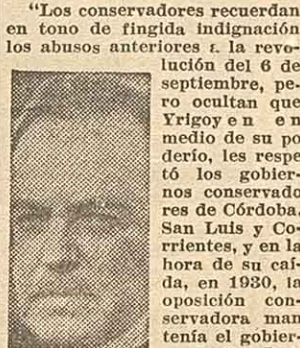 “Los conservadores recuerdan
en tono de fingida indignación
los abusos anteriores t. la revo-
lución del 6 de
septiembre, pe-
ro ocultan que
Yrigoy e n e n
medio de su po
derío, les respe
tó los gobier-
nos conservado
res de Córdoba,
San Luis y Co-
rrientes, y en la
hora de su caí-
da, en 1930, la
oposición con-
servadora man
tenía el gobier-